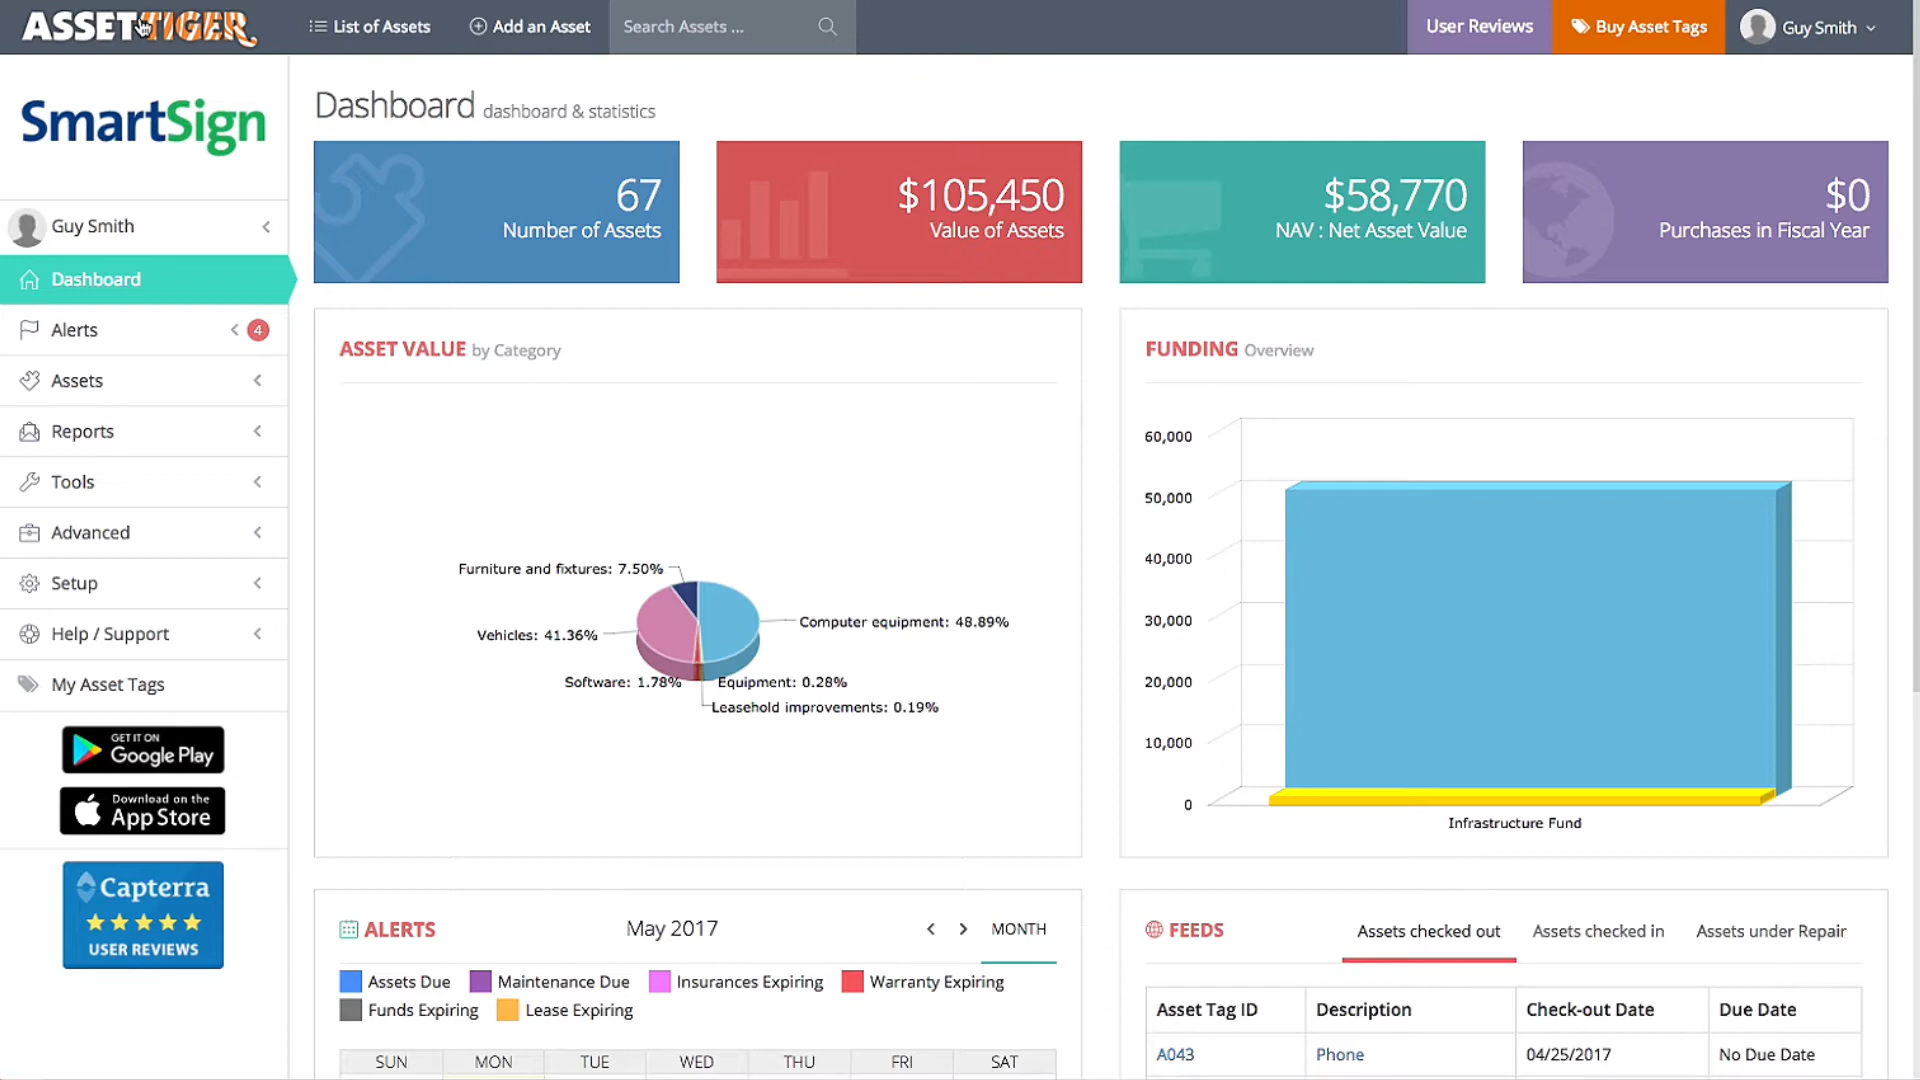 ASSETTIGER
List of Assets
Add an Asset
Search Assets ...
User Reviews
Buy Asset Tags
Guy Smith
SmartSign
Guy Smith
Dashboard
Alerts
4
Assets
Reports
Tools
Advanced
Setup
Help / Support
My Asset Tags
GET IT ON
Google Play
Download on the
App Store
Capterra
USER REVIEWS
Dashboard dashboard & statistics
67
Number of Assets
$105,450
Value of Assets
$58,770
NAV : Net Asset Value
$0
Purchases in Fiscal Year
ASSET VALUE by Category
Furniture and fixtures: 7.50%
Computer equipment: 48.89%
Vehicles: 41.36%
Software: 1.78%
Equipment: 0.28%
Leasehold improvements: 0.19%
FUNDING Overview
60,000
50,000
40,000
30,000
20,000
10,000
0
Infrastructure Fund
ALERTS
May 2017
MONTH
Assets Due
Maintenance Due
Insurances Expiring
Warranty Expiring
Funds Expiring
Lease Expiring
SUN MON TUE WED THU FRI SAT
FEEDS
Assets checked out
Assets checked in
Assets under Repair
Asset Tag ID Description Check-out Date Due Date
A043 Phone 04/25/2017 No Due Date